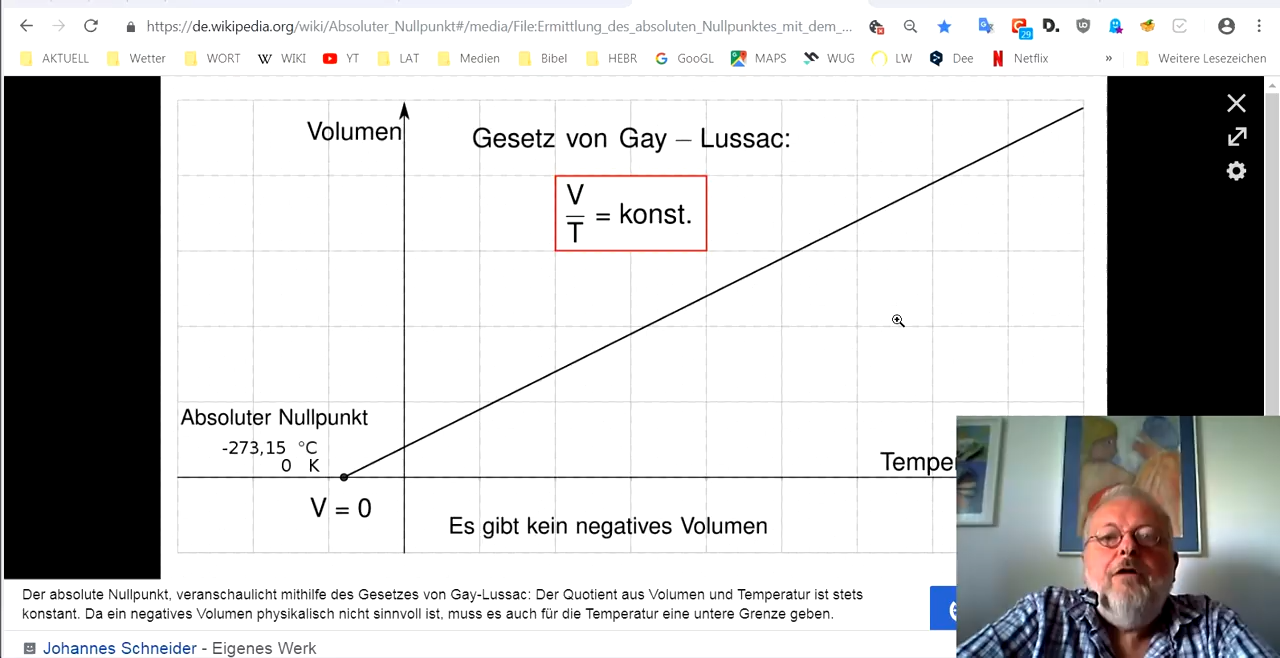 https://de.wikipedia.org/wiki/Absoluter_Nullpunkt#/media/File:Ermittlung_des_absoluten_Nullpunktes_mit_dem_...
29
D.
AKTUELL Wetter WORT WIKI YT LAT Medien Bibel HEBR GooGL MAPS WUG LW Dee Netflix » Weitere Lesezeichen
Volumen
Gesetz von Gay – Lussac:
V
T
= konst.
Absoluter Nullpunkt
-273,15 °C
0 K
Tempe
V = 0
Es gibt kein negatives Volumen
Der absolute Nullpunkt, veranschaulicht mithilfe des Gesetzes von Gay-Lussac: Der Quotient aus Volumen und Temperatur ist stets
konstant. Da ein negatives Volumen physikalisch nicht sinnvoll ist, muss es auch für die Temperatur eine untere Grenze geben.
Johannes Schneider - Eigenes Werk